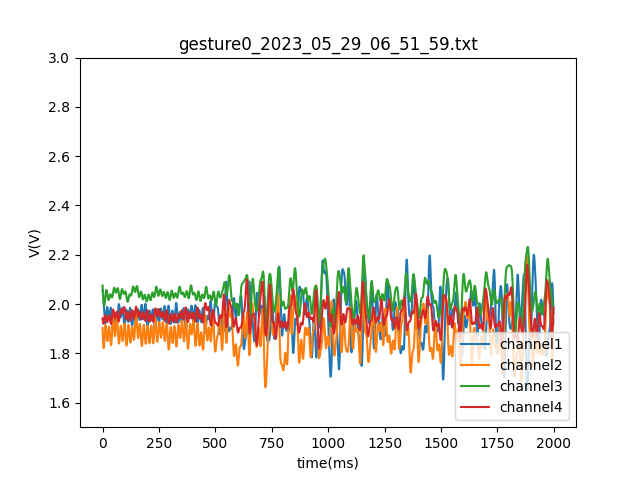 gesture0_2023_05_29_06_51_59.txt
3.0
2.8
2.6
2.4
2.2
2.0
1.8
1.6
V(V)
channel1
channel2
channel3
channel4
0 250 500 750 1000 1250 1500 1750 2000
time(ms)